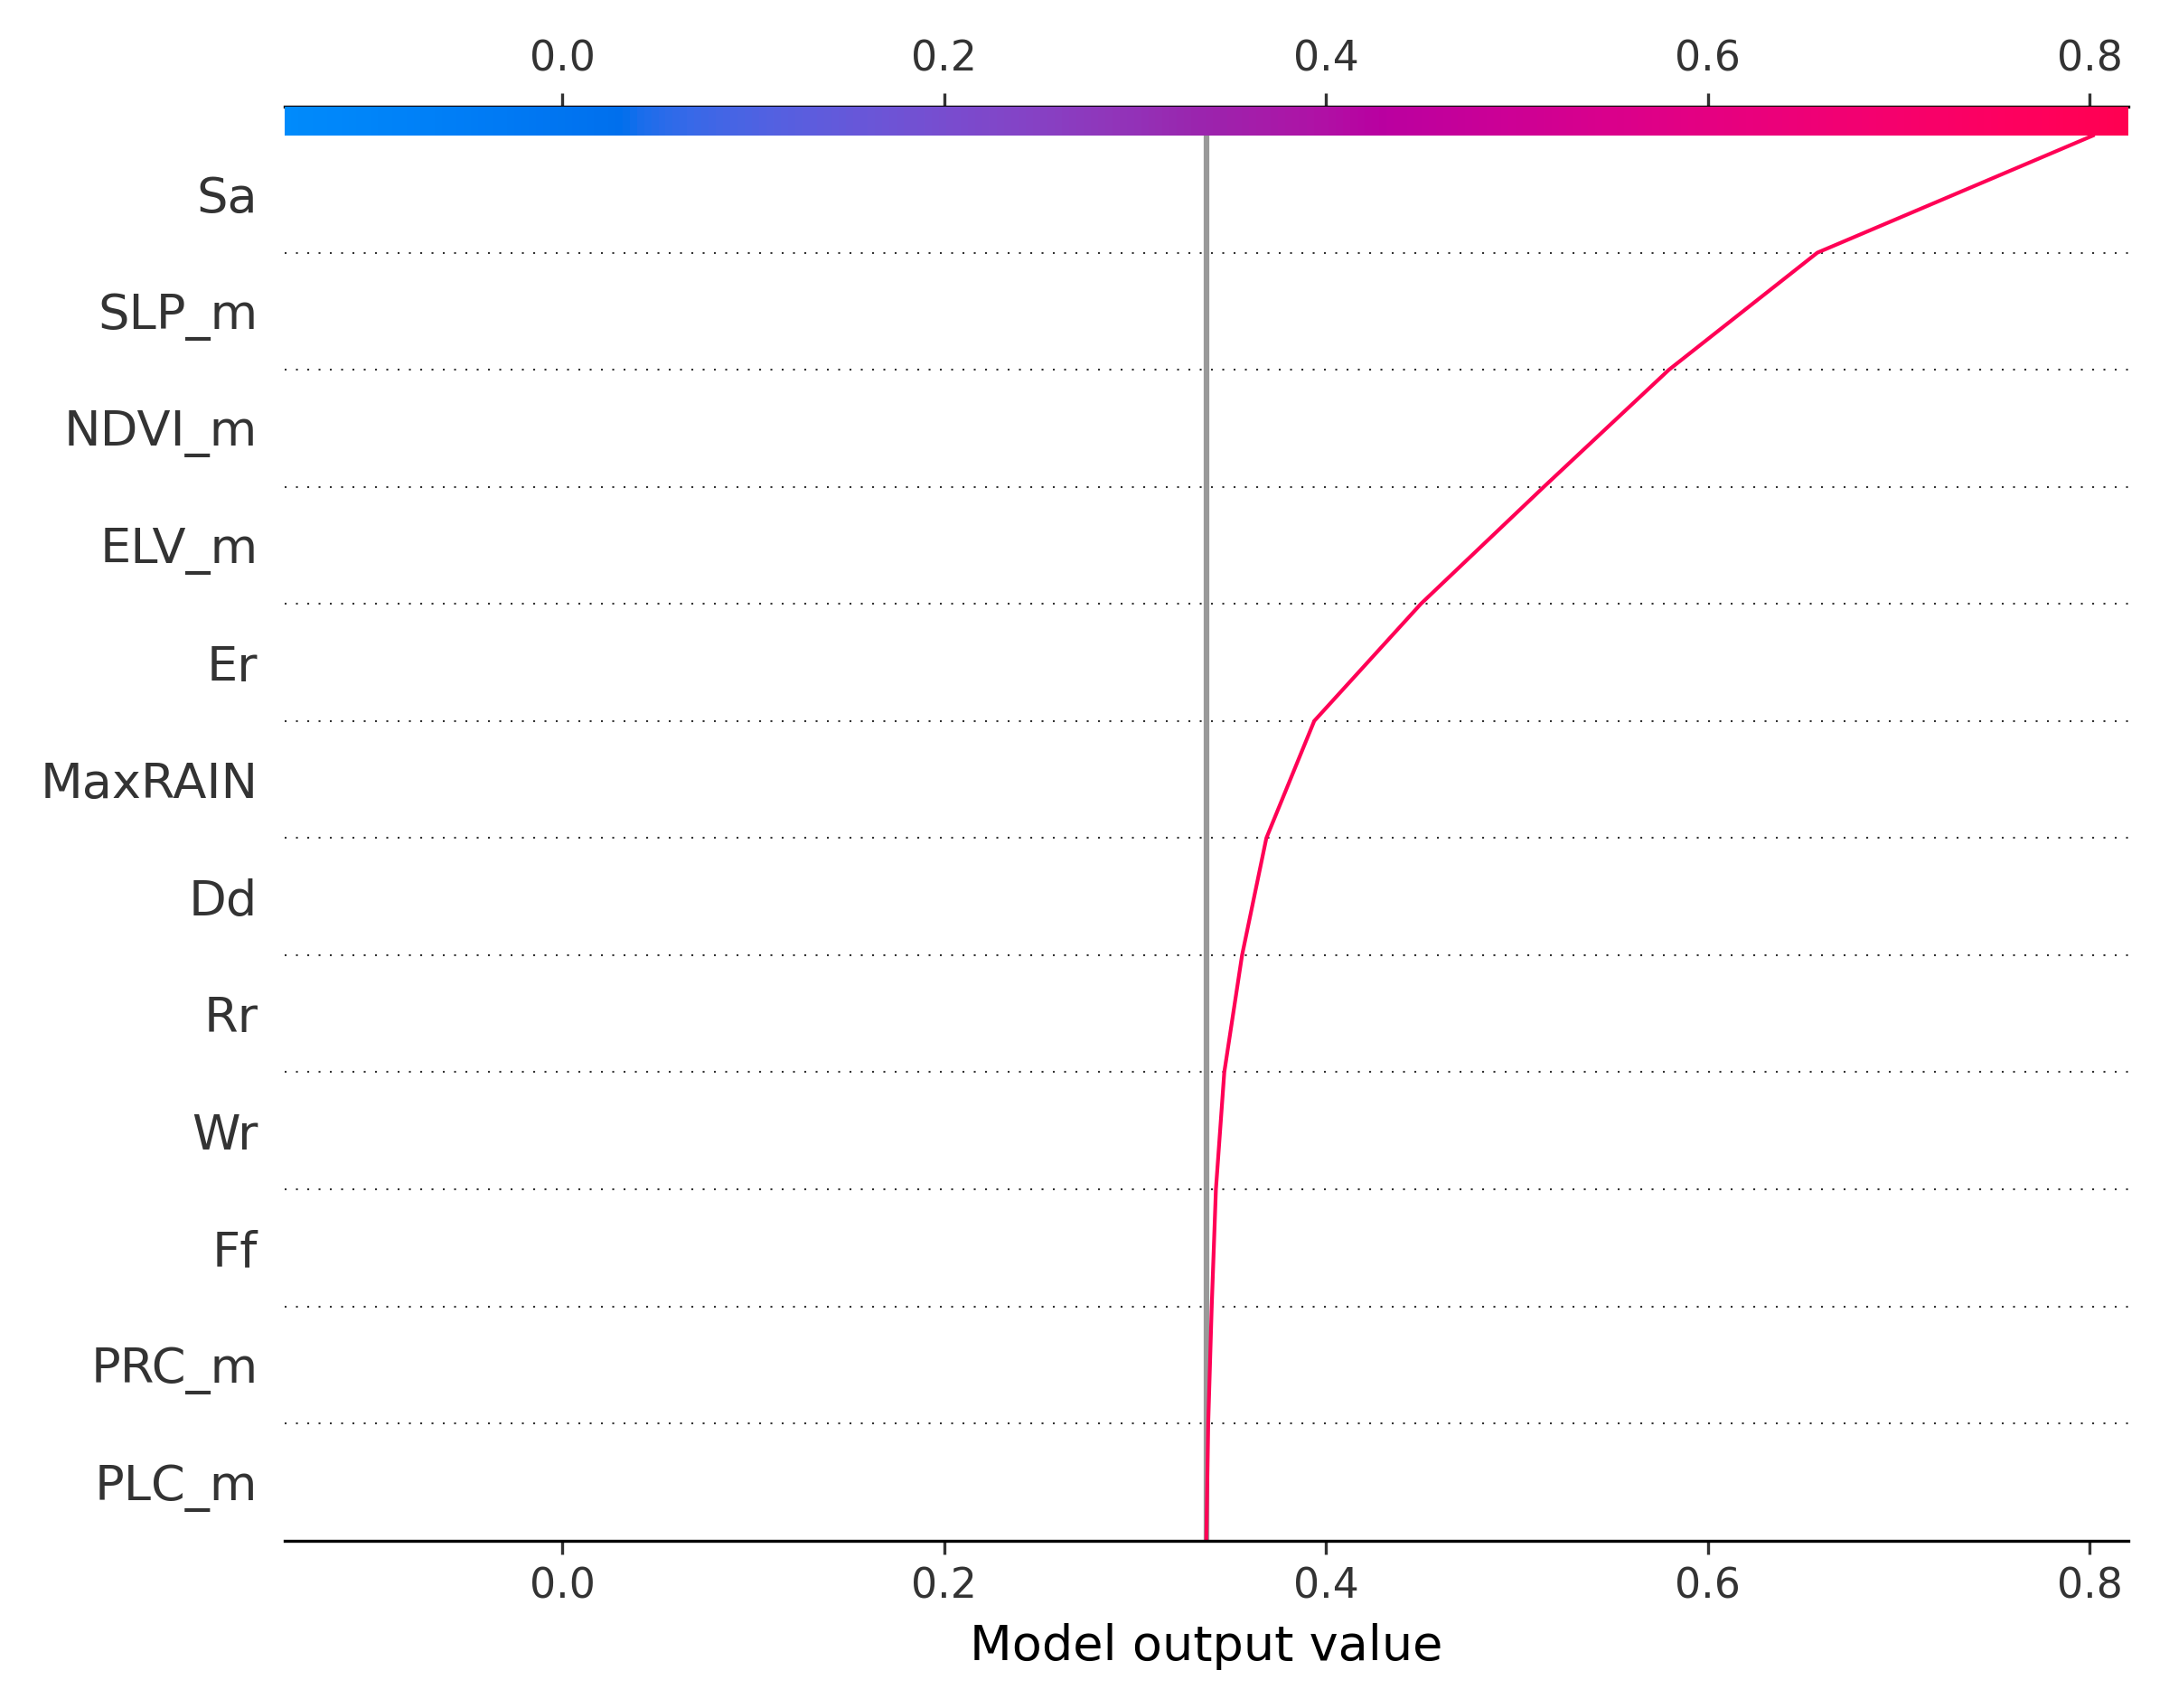 0.0 0.2 0.4 0.6 0.8
Sa
SLP_m
NDVI_m
ELV_m
Er
MaxRAIN
Dd
Rr
Wr
Ff
PRC_m
PLC_m
0.0 0.2 0.4 0.6 0.8
Model output value